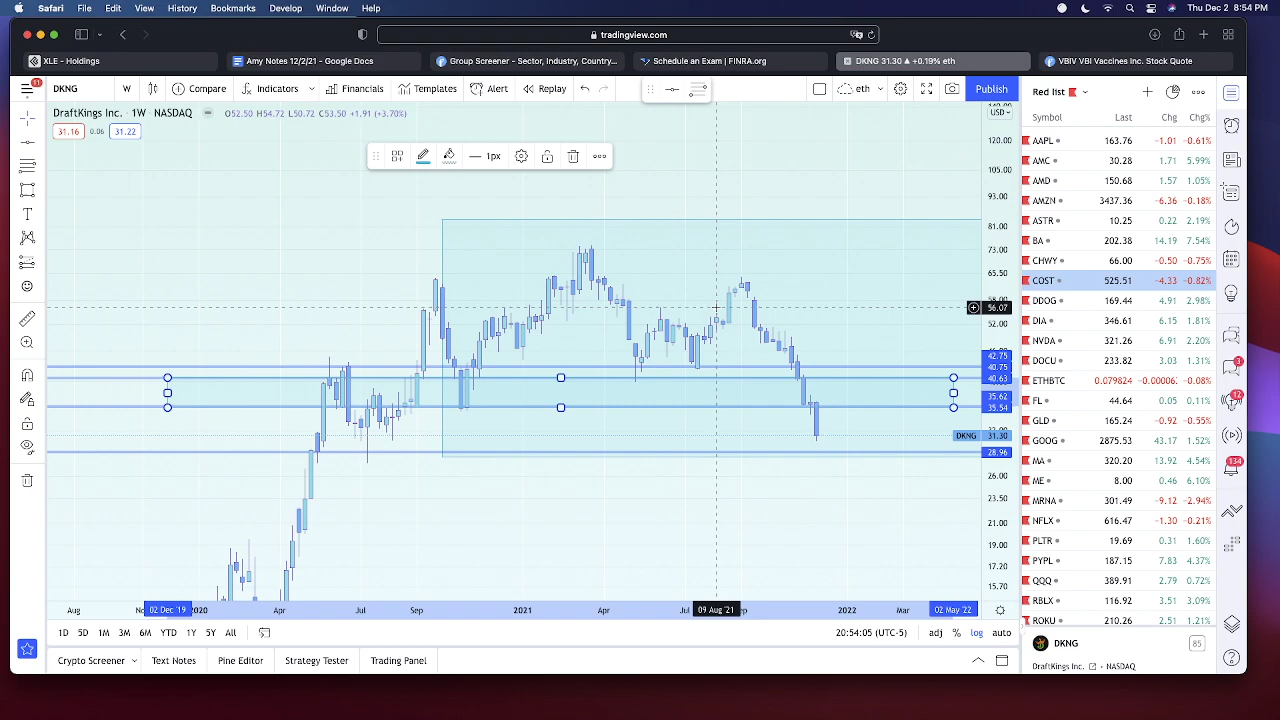 Safari File Edit View History Bookmarks Develop Window Help Thu Dec 2 8:54 PM
tradingview.com
XLE - Holdings Amy Notes 12/2/21 - Google Docs Group Screener - Sector, Industry, Country... Schedule an Exam | FINRA.org DKNG 31.30 ▲ +0.19% eth VBIV VBI Vaccines Inc. Stock Quote
DKNG W Compare Indicators Financials Templates Alert Replay eth Publish
DraftKings Inc. · 1W · NASDAQ O52.50 H54.72 L50.72 C53.50 +1.91 (+3.70%)
31.16 0.06 31.22
1px
USD
120.00
105.00
93.00
81.00
73.00
65.50
58.00
56.07
52.00
42.75
40.75
40.63
35.62
35.54
DKNG 31.30
28.96
26.00
23.50
21.00
19.00
17.20
15.70
Aug 02 Dec '19 2020 Apr Jul Sep 2021 Apr Jul 09 Aug '21 2022 Mar 02 May '22
1D 5D 1M 3M 6M YTD 1Y 5Y All 20:54:05 (UTC-5) adj % log auto
Crypto Screener Text Notes Pine Editor Strategy Tester Trading Panel
Red list
Symbol Last Chg Chg%
AAPL 163.76 -1.01 -0.61%
AMC 30.28 1.71 5.99%
AMD 150.68 1.57 1.05%
AMZN 3437.36 -6.36 -0.18%
ASTR 10.25 0.22 2.19%
BA 202.38 14.19 7.54%
CHWY 66.00 -0.50 -0.75%
COST 525.51 -4.33 -0.82%
DDOG 169.44 4.91 2.98%
DIA 346.61 6.15 1.81%
NVDA 321.26 6.91 2.20%
DOCU 233.82 3.03 1.31%
ETHBTC 0.079824 -0.00006 -0.08%
FL 44.64 0.05 0.11%
GLD 165.24 -0.92 -0.55%
GOOG 2875.53 43.17 1.52%
MA 320.20 13.92 4.54%
ME 8.00 0.46 6.10%
MRNA 301.49 -9.12 -2.94%
NFLX 616.47 -1.30 -0.21%
PLTR 19.69 0.31 1.60%
PYPL 187.15 7.83 4.37%
QQQ 389.91 2.79 0.72%
RBLX 116.92 3.51 3.09%
ROKU 210.26 2.51 1.21%
DKNG 85
DraftKings Inc. NASDAQ
11
3
12
134